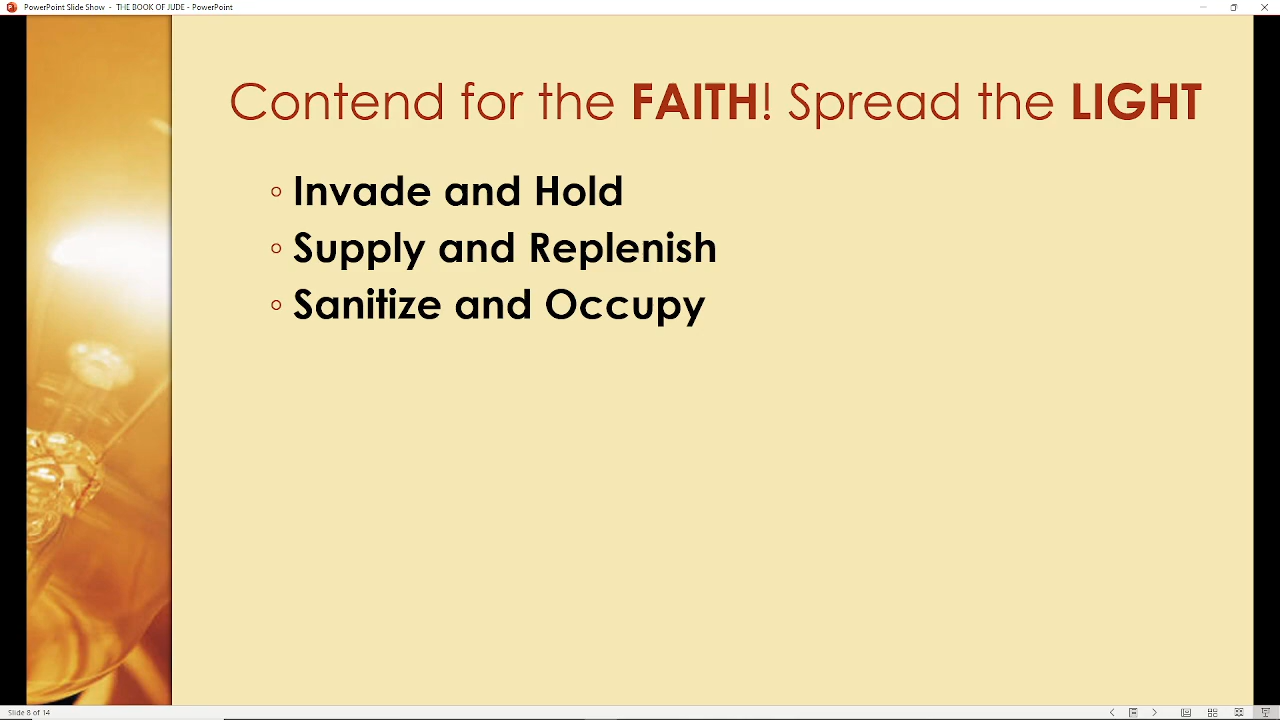 PowerPoint Slide Show - THE BOOK OF JUDE - PowerPoint
Contend for the FAITH! Spread the LIGHT
◦ Invade and Hold
◦ Supply and Replenish
◦ Sanitize and Occupy
Slide 8 of 14